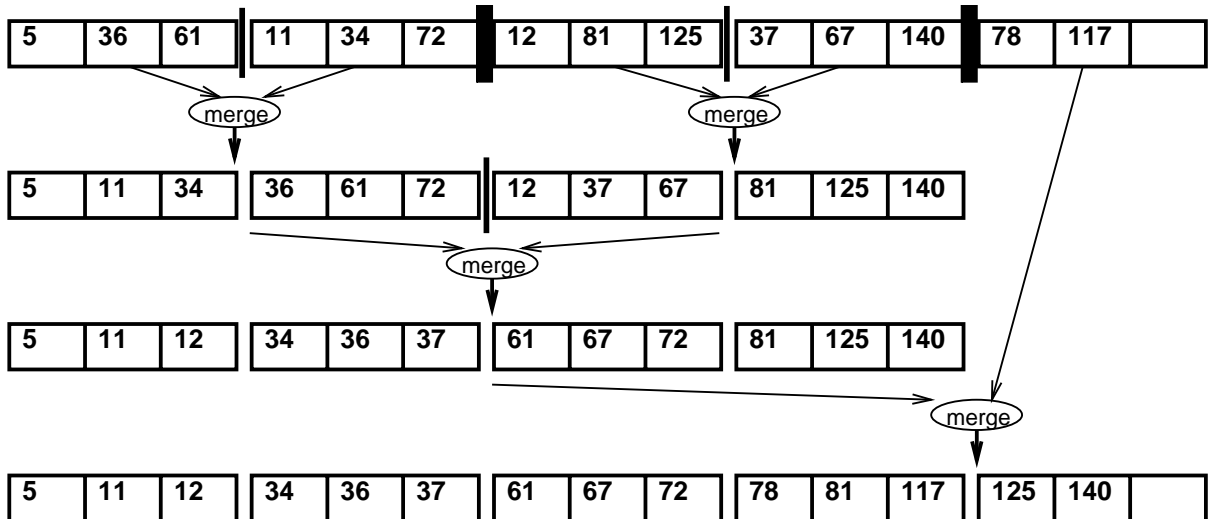 5 36 61 11 34 72 12 81 125 37 67 140 78 117
merge merge
5 11 34 36 61 72 12 37 67 81 125 140
merge
5 11 12 34 36 37 61 67 72 81 125 140
merge
5 11 12 34 36 37 61 67 72 78 81 117 125 140